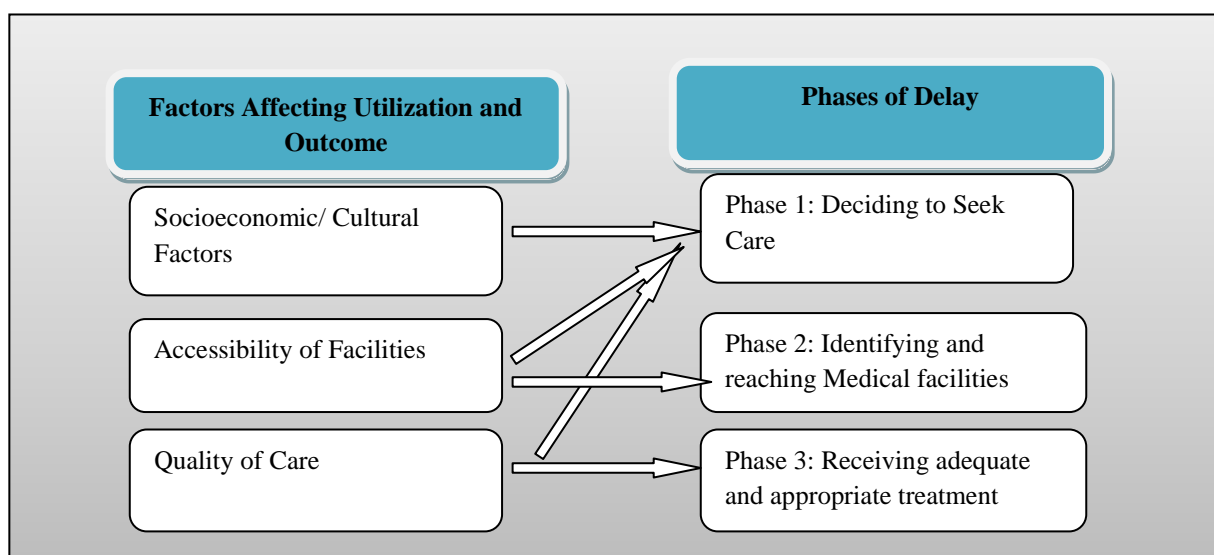 Factors Affecting Utilization and
Outcome
Phases of Delay
Socioeconomic/ Cultural
Factors
Phase 1: Deciding to Seek
Care
Accessibility of Facilities
Phase 2: Identifying and
reaching Medical facilities
Quality of Care
Phase 3: Receiving adequate
and appropriate treatment